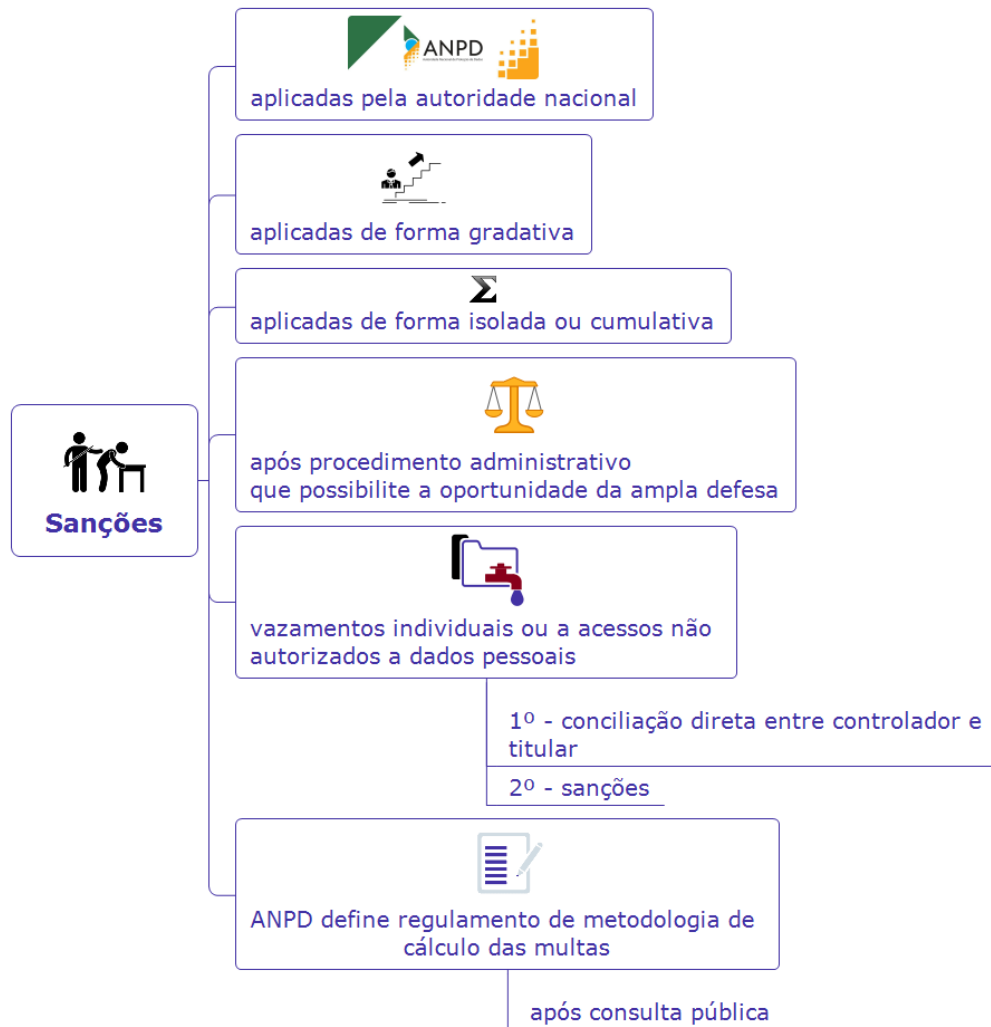 ANPD
aplicadas pela autoridade nacional
aplicadas de forma gradativa
Σ
aplicadas de forma isolada ou cumulativa
Sanções
após procedimento administrativo
que possibilite a oportunidade da ampla defesa
vazamentos individuais ou a acessos não
autorizados a dados pessoais
1º - conciliação direta entre controlador e
titular
2º - sanções
ANPD define regulamento de metodologia de
cálculo das multas
após consulta pública